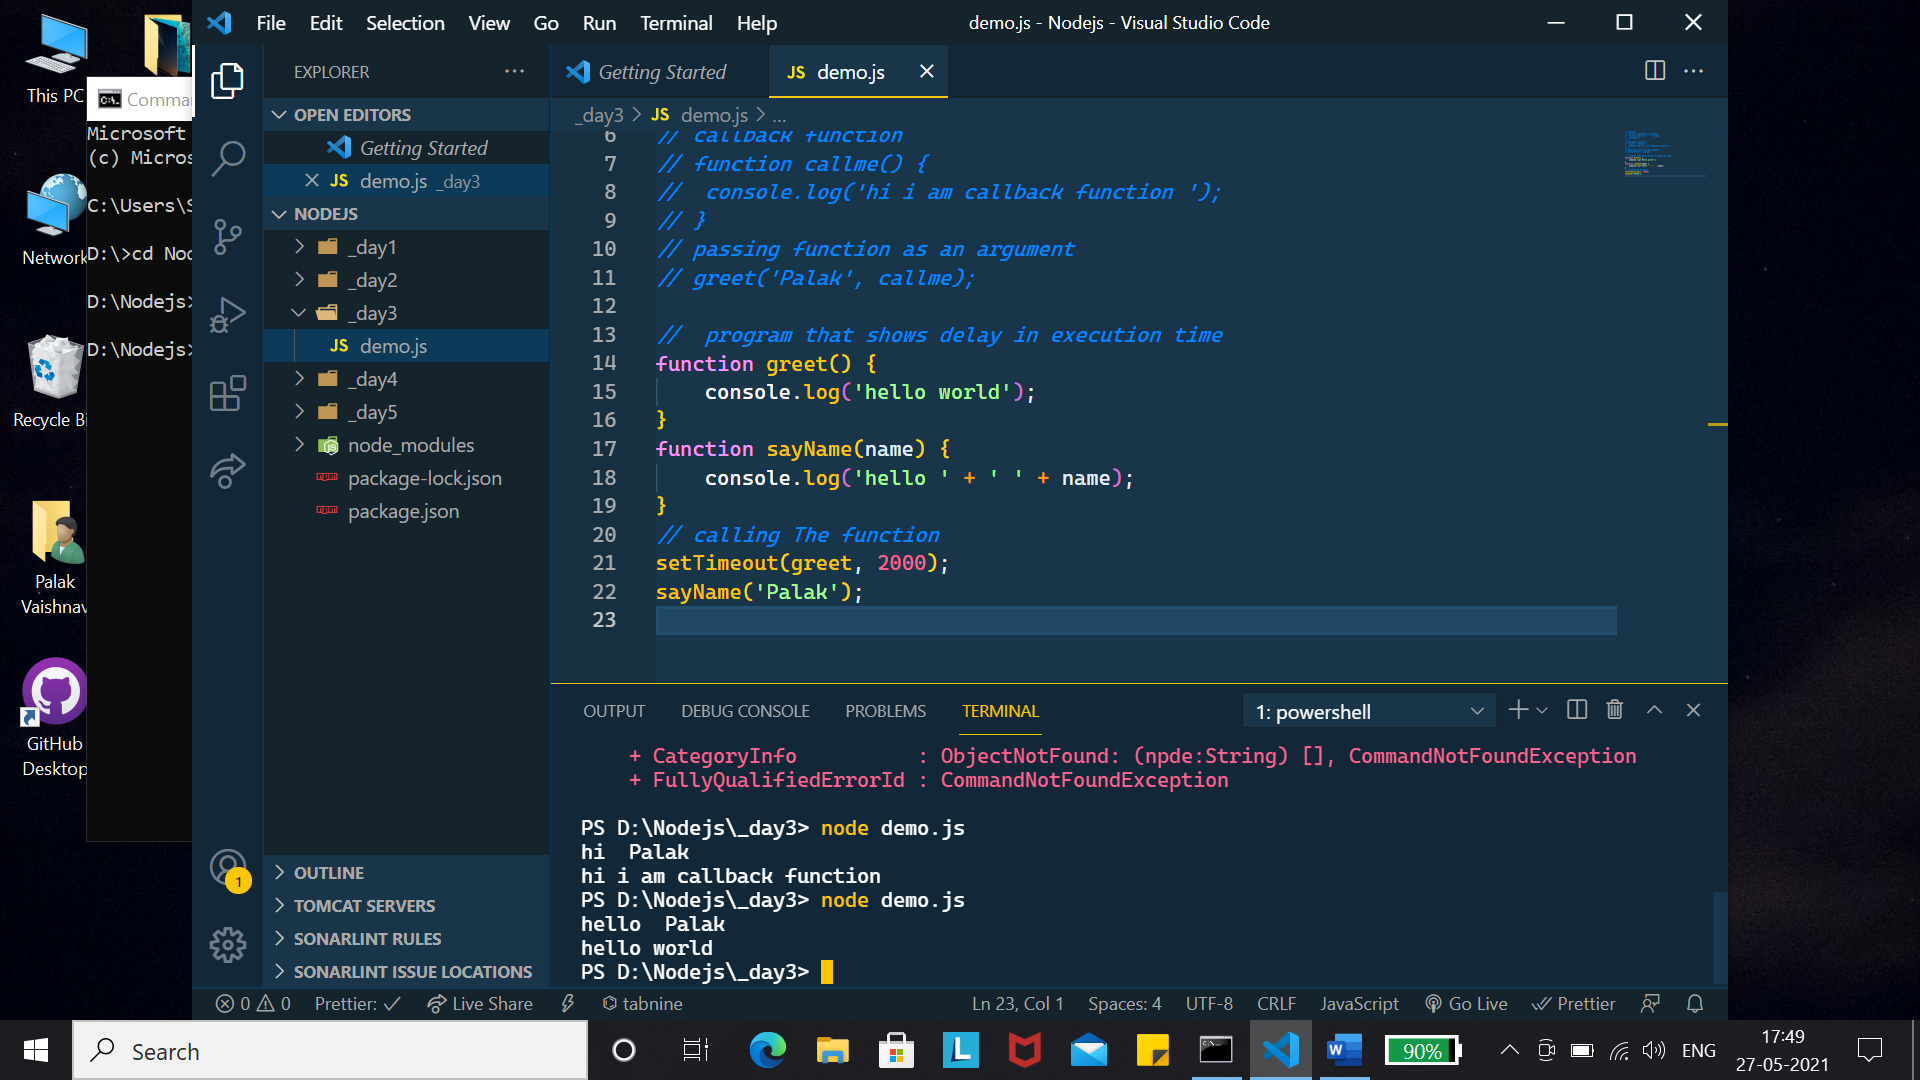 File Edit Selection View Go Run Terminal Help
demo.js - Nodejs - Visual Studio Code
This PC
Network
Recycle
Palak
Vaishnav
GitHub
Desktop
Microsoft
(c)
D:\>cd
D:\Nodejs>
D:\Nodejs>
EXPLORER
OPEN EDITORS
Getting Started
demo.js _day3
NODEJS
_day1
_day2
_day3
JS demo.js
_day4
_day5
node_modules
package-lock.json
package.json
OUTLINE
TOMCAT SERVERS
SONARLINT RULES
SONARLINT ISSUE LOCATIONS
1
Getting Started
JS demo.js
_day3 > JS demo.js > ...
6 // callback function
7 // function callme() {
8 //  console.log('hi i am callback function ');
9 // }
10 // passing function as an argument
11 // greet('Palak', callme);
12
13 //  program that shows delay in execution time
14 function greet() {
15     console.log('hello world');
16 }
17 function sayName(name) {
18     console.log('hello ' + ' ' + name);
19 }
20 // calling The function
21 setTimeout(greet, 2000);
22 sayName('Palak');
23
OUTPUT DEBUG CONSOLE PROBLEMS TERMINAL
1: powershell
+ CategoryInfo          : ObjectNotFound: (npde:String) [], CommandNotFoundException
+ FullyQualifiedErrorId : CommandNotFoundException
PS D:\Nodejs\_day3> node demo.js
hi  Palak
hi i am callback function
PS D:\Nodejs\_day3> node demo.js
hello  Palak
hello world
PS D:\Nodejs\_day3>
0 0 Prettier: Live Share tabnine
Ln 23, Col 1 Spaces: 4 UTF-8 CRLF JavaScript Go Live Prettier
Search
90%
ENG
17:49
27-05-2021